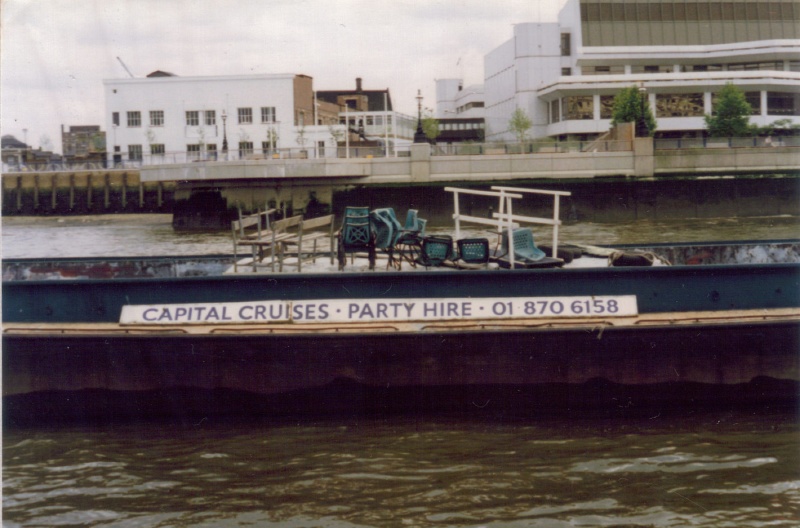 CAPITAL CRUISES · PARTY HIRE · 01 870 6158